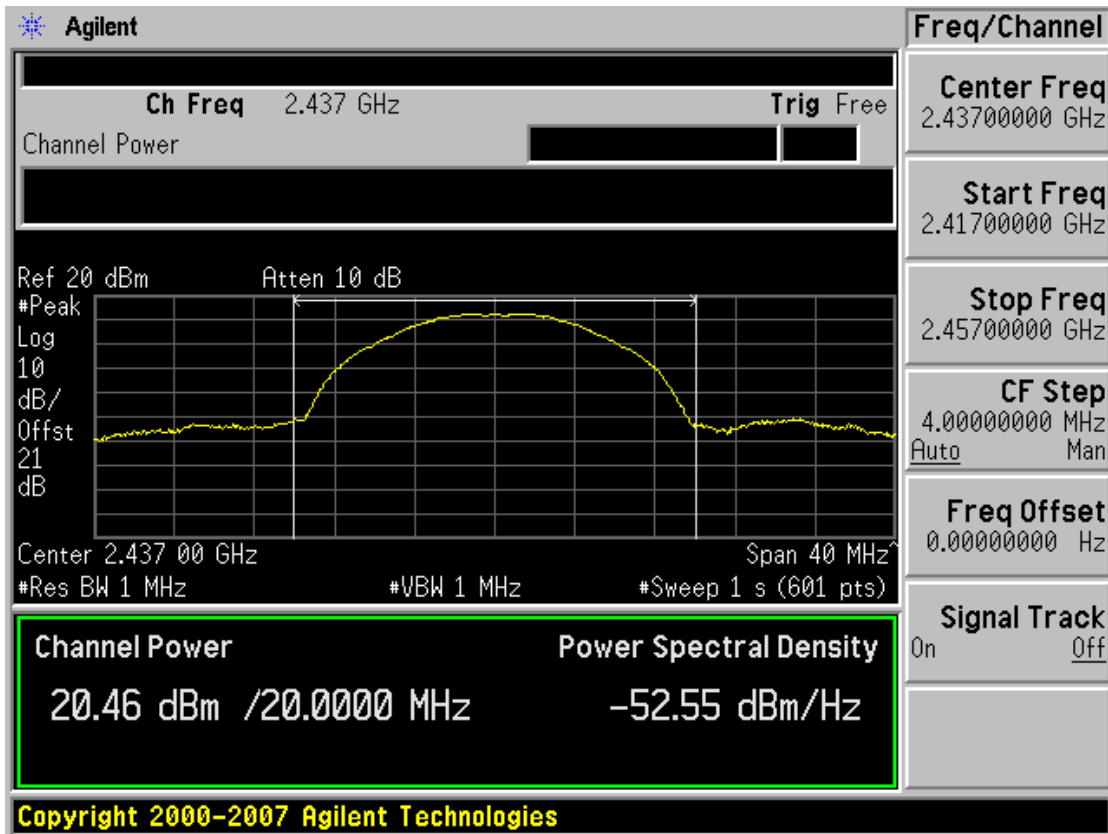 Agilent
Freq/Channel
Ch Freq 2.437 GHz Trig Free
Channel Power
Center Freq
2.43700000 GHz
Start Freq
2.41700000 GHz
Stop Freq
2.45700000 GHz
CF Step
4.00000000 MHz
Auto Man
Freq Offset
0.00000000 Hz
Signal Track
On Off
Ref 20 dBm Atten 10 dB
#Peak
Log
10
dB/
Offst
21
dB
Center 2.437 00 GHz Span 40 MHz^
#Res BW 1 MHz #VBW 1 MHz #Sweep 1 s (601 pts)
Channel Power Power Spectral Density
20.46 dBm /20.0000 MHz -52.55 dBm/Hz
Copyright 2000-2007 Agilent Technologies